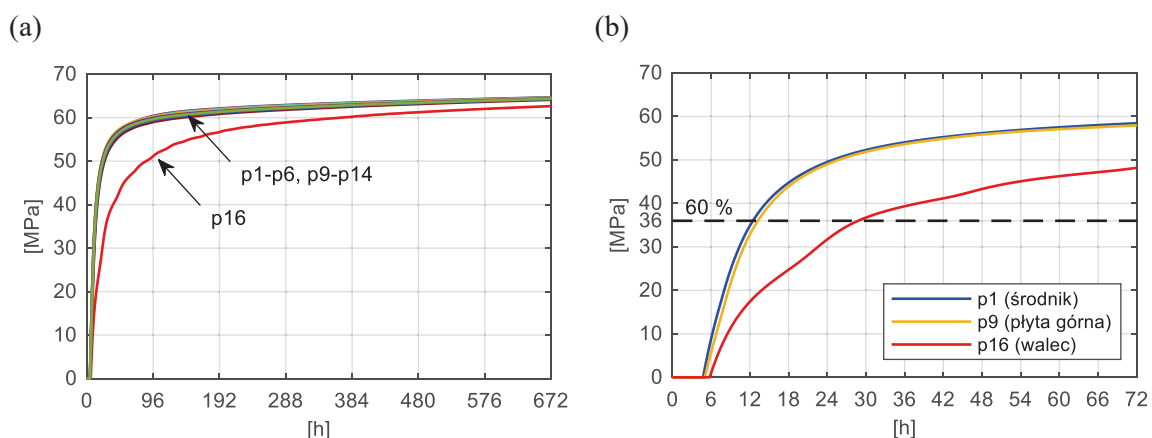 (a)
(b)
70
60
50
40
30
20
10
0
[MPa]
p1-p6, p9-p14
p16
0 96 192 288 384 480 576 672
[h]
70
60
50
40
36
30
20
10
0
[MPa]
60 %
p1 (środnik)
p9 (płyta górna)
p16 (walec)
0 6 12 18 24 30 36 42 48 54 60 66 72
[h]